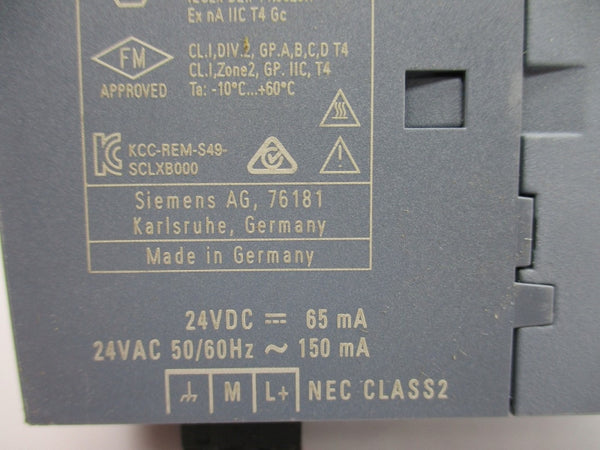 Ex nA IIC T4 Gc
FM
APPROVED
CL.I,DIV.2, GP.A,B,C,D T4
CL.I,Zone2, GP. IIC, T4
Ta: -10°C...+60°C
KCC-REM-S49-
SCLXB000
Siemens AG, 76181
Karlsruhe, Germany
Made in Germany
24VDC ⎓ 65 mA
24VAC 50/60Hz ~ 150 mA
M L+ NEC CLASS2